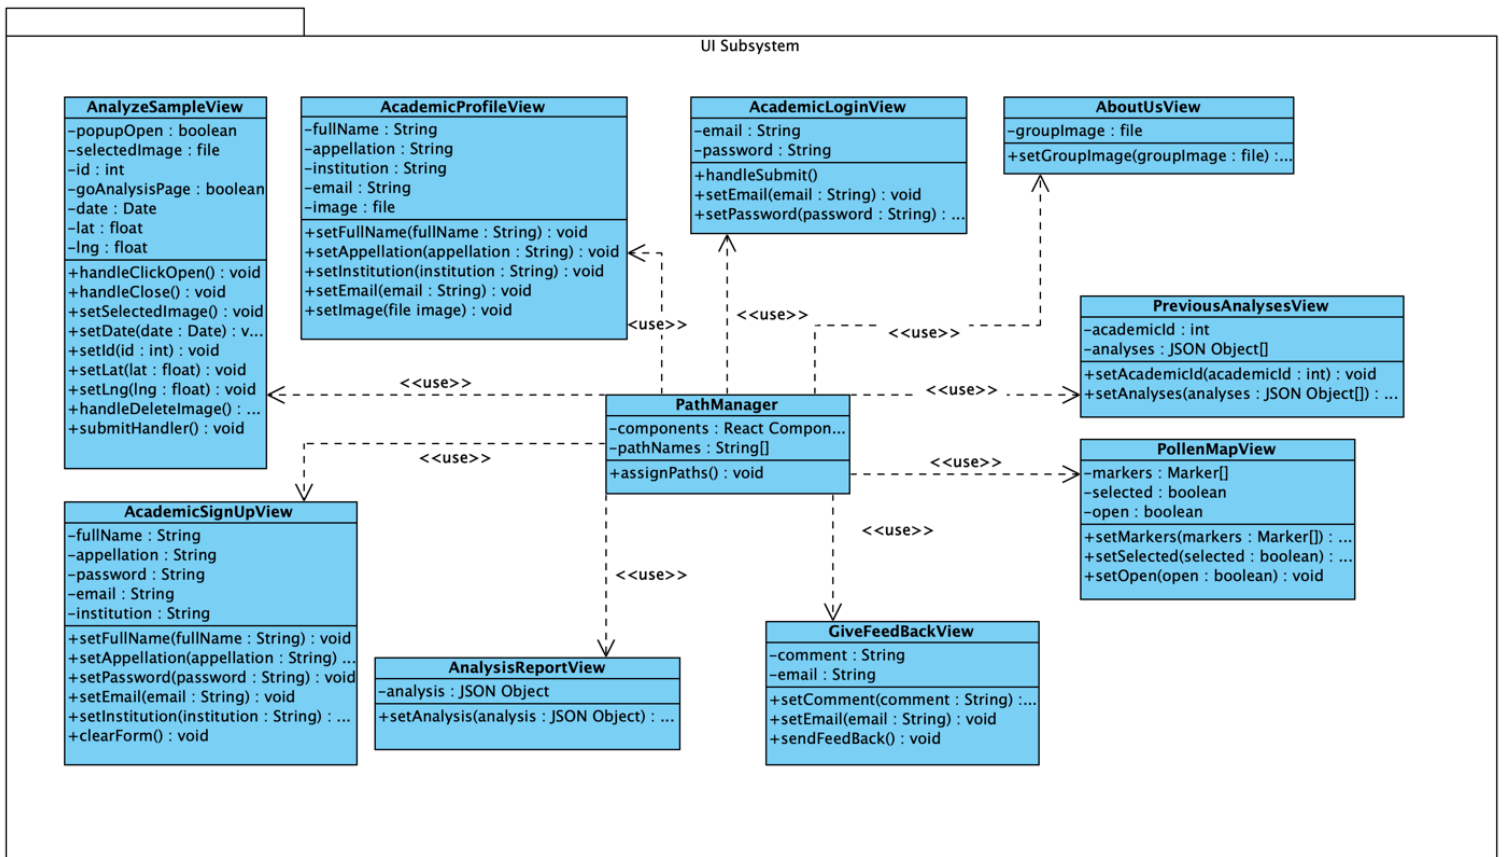 UI Subsystem
AnalyzeSampleView
-popupOpen : boolean
-selectedImage : file
-id : int
-goAnalysisPage : boolean
-date : Date
-lat : float
-lng : float
+handleClickOpen() : void
+handleClose() : void
+setSelectedImage() : void
+setDate(date : Date) : v...
+setId(id : int) : void
+setLat(lat : float) : void
+setLng(lng : float) : void
+handleDeleteImage() : ...
+submitHandler() : void
AcademicProfileView
-fullName : String
-appellation : String
-institution : String
-email : String
-image : file
+setFullName(fullName : String) : void
+setAppellation(appellation : String) : void
+setInstitution(institution : String) : void
+setEmail(email : String) : void
+setImage(file image) : void
AcademicLoginView
-email : String
-password : String
+handleSubmit()
+setEmail(email : String) : void
+setPassword(password : String) : ...
AboutUsView
-groupImage : file
+setGroupImage(groupImage : file) :...
<use>>
<<use>>
<<use>>
PreviousAnalysesView
-academicId : int
-analyses : JSON Object[]
+setAcademicId(academicId : int) : void
+setAnalyses(analyses : JSON Object[]) : ...
<<use>>
<<use>>
PathManager
-components : React Compon...
-pathNames : String[]
+assignPaths() : void
<<use>>
<<use>>
PollenMapView
-markers : Marker[]
-selected : boolean
-open : boolean
+setMarkers(markers : Marker[]) : ...
+setSelected(selected : boolean) : ...
+setOpen(open : boolean) : void
AcademicSignUpView
-fullName : String
-appellation : String
-password : String
-email : String
-institution : String
+setFullName(fullName : String) : void
+setAppellation(appellation : String) ...
+setPassword(password : String) : void
+setEmail(email : String) : void
+setInstitution(institution : String) : ...
+clearForm() : void
<<use>>
<<use>>
AnalysisReportView
-analysis : JSON Object
+setAnalysis(analysis : JSON Object) : ...
GiveFeedBackView
-comment : String
-email : String
+setComment(comment : String) :...
+setEmail(email : String) : void
+sendFeedBack() : void